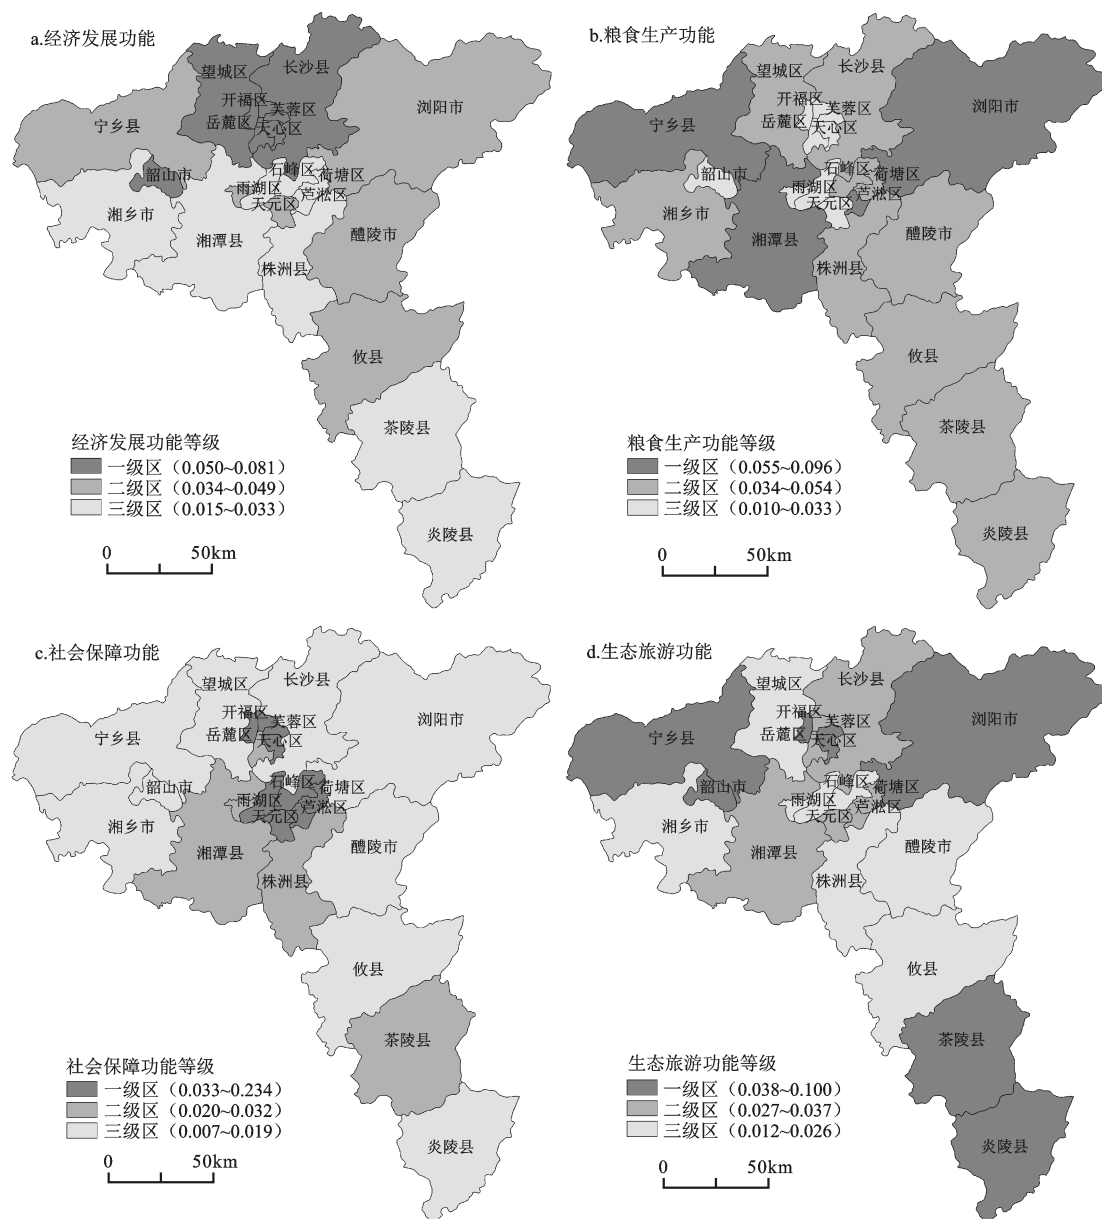 a.经济发展功能
望城区
长沙县
开福区
芙蓉区
岳麓区
天心区
浏阳市
宁乡县
韶山市
石峰区
荷塘区
雨湖区
芦淞区
天元区
湘乡市
湘潭县
醴陵市
株洲县
攸县
茶陵县
炎陵县
经济发展功能等级
一级区（0.050~0.081）
二级区（0.034~0.049）
三级区（0.015~0.033）
0 50km
b.粮食生产功能
望城区
长沙县
开福区
芙蓉区
岳麓区
天心区
浏阳市
宁乡县
韶山市
石峰区
荷塘区
雨湖区
芦淞区
天元区
湘乡市
湘潭县
醴陵市
株洲县
攸县
茶陵县
炎陵县
粮食生产功能等级
一级区（0.055~0.096）
二级区（0.034~0.054）
三级区（0.010~0.033）
0 50km
c.社会保障功能
望城区
长沙县
开福区
芙蓉区
岳麓区
天心区
浏阳市
宁乡县
韶山市
石峰区
荷塘区
雨湖区
芦淞区
天元区
湘乡市
湘潭县
醴陵市
株洲县
攸县
茶陵县
炎陵县
社会保障功能等级
一级区（0.033~0.234）
二级区（0.020~0.032）
三级区（0.007~0.019）
0 50km
d.生态旅游功能
望城区
长沙县
开福区
芙蓉区
岳麓区
天心区
浏阳市
宁乡县
韶山市
石峰区
荷塘区
雨湖区
芦淞区
天元区
湘乡市
湘潭县
醴陵市
株洲县
攸县
茶陵县
炎陵县
生态旅游功能等级
一级区（0.038~0.100）
二级区（0.027~0.037）
三级区（0.012~0.026）
0 50km